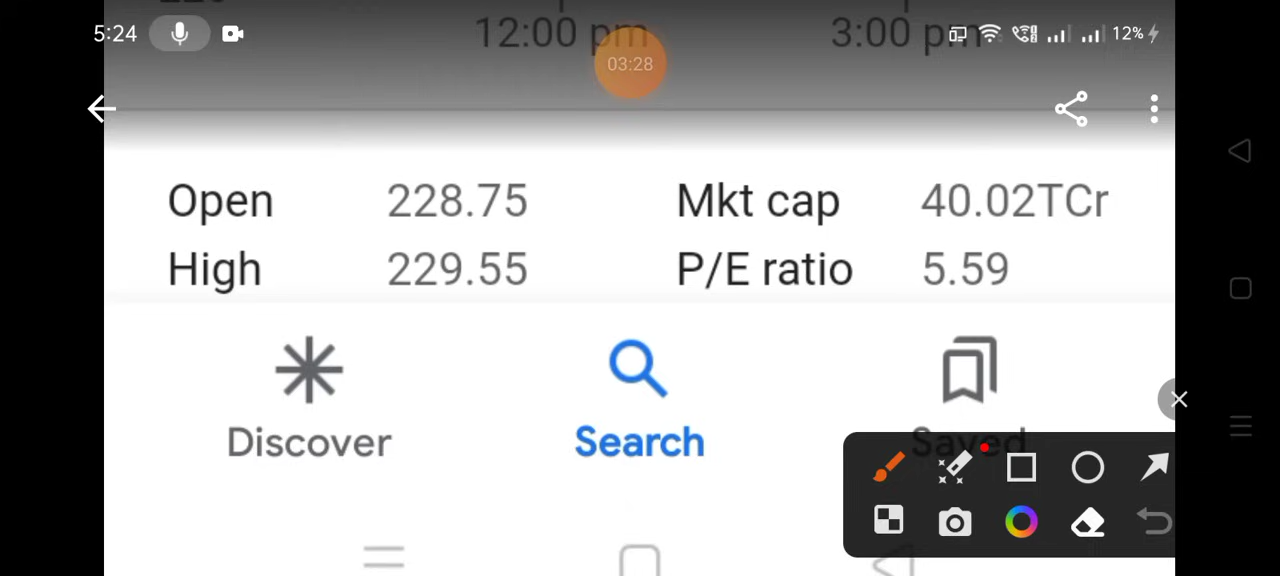 5:24
12%
12:00 pm
3:00 pm
03:28
Open 228.75 Mkt cap 40.02TCr
High 229.55 P/E ratio 5.59
Discover Search Saved